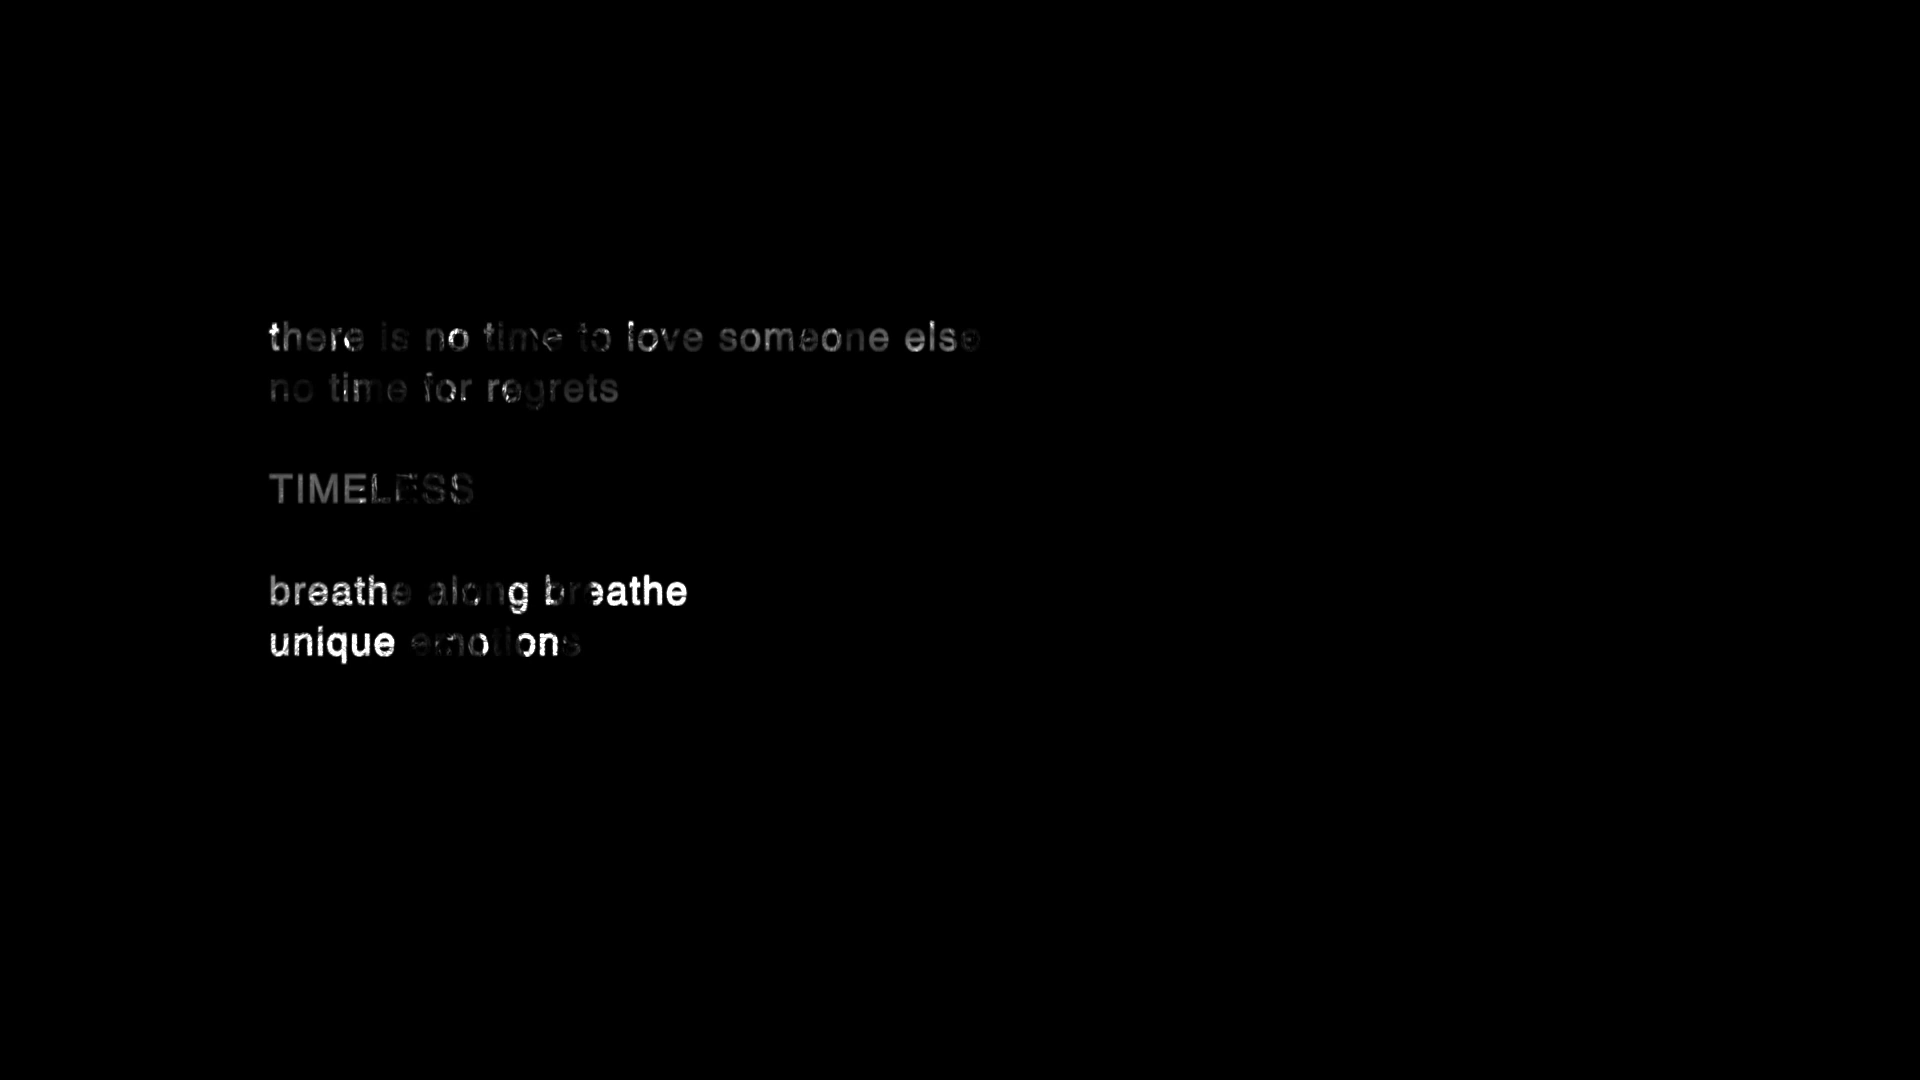 there is no time to love someone else
no time for regrets
TIMELESS
breathe along breathe
unique emotions